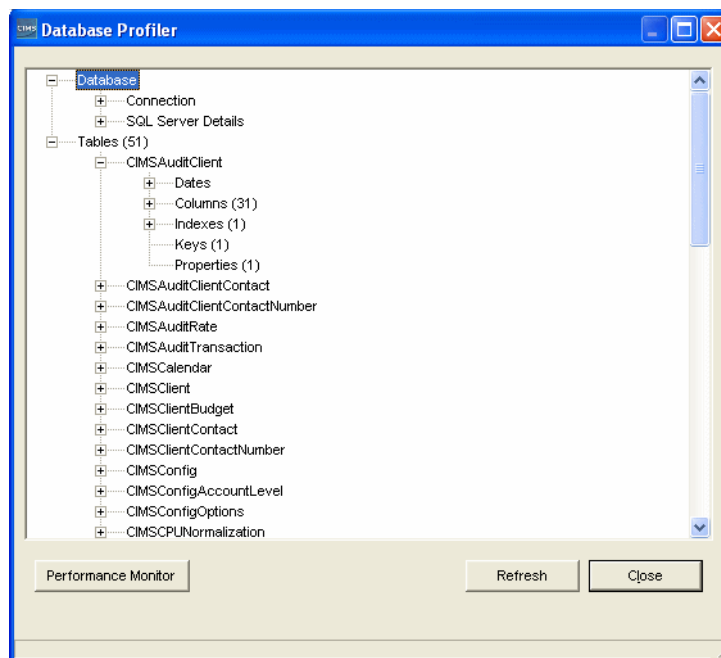 CIMS Database Profiler
Database
Connection
SQL Server Details
Tables (51)
CIMSAuditClient
Dates
Columns (31)
Indexes (1)
Keys (1)
Properties (1)
CIMSAuditClientContact
CIMSAuditClientContactNumber
CIMSAuditRate
CIMSAuditTransaction
CIMSCalendar
CIMSClient
CIMSClientBudget
CIMSClientContact
CIMSClientContactNumber
CIMSConfig
CIMSConfigAccountLevel
CIMSConfigOptions
CIMSCPUNormalization
Performance Monitor Refresh Close